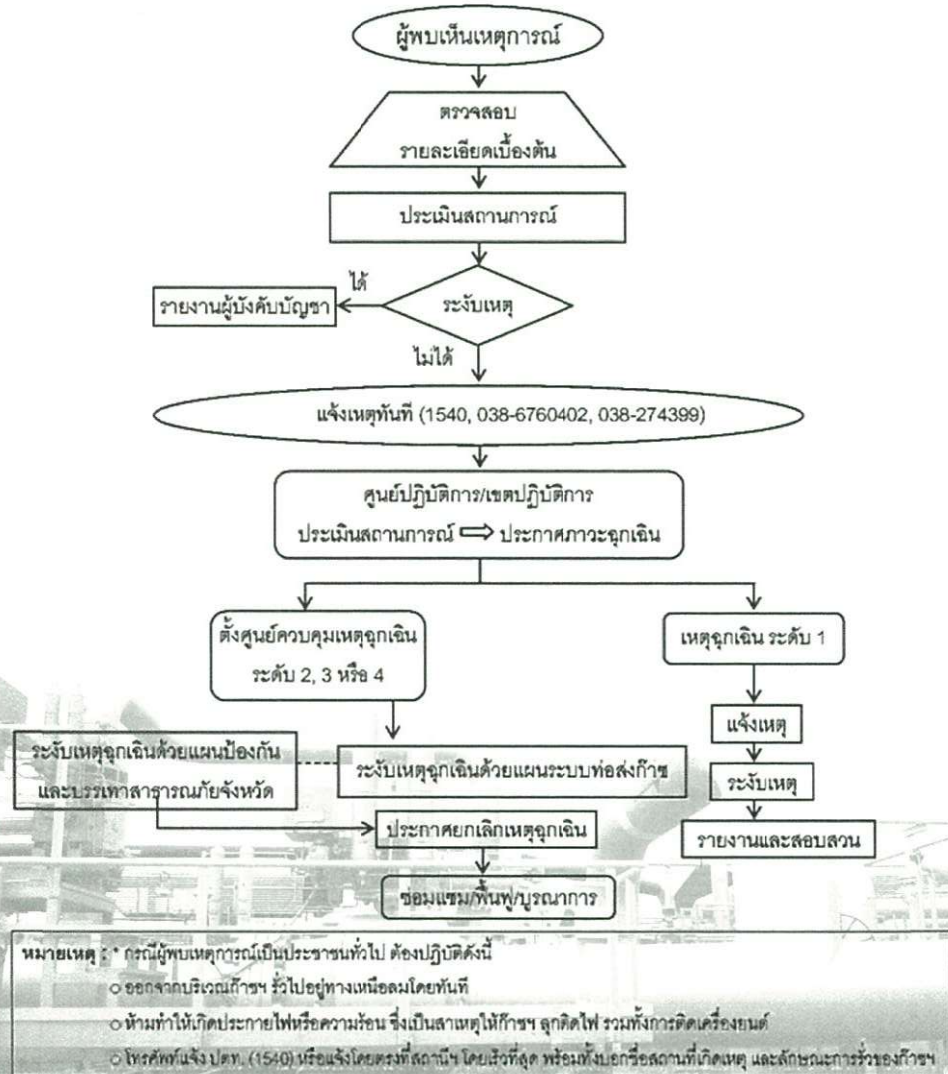 ผู้พบเห็นเหตุการณ์
ตรวจสอบ
รายละเอียดเบื้องต้น
ประเมินสถานการณ์
ได้
รายงานผู้บังคับบัญชา
ระงับเหตุ
ไม่ได้
แจ้งเหตุทันที (1540, 038-6760402, 038-274399)
ศูนย์ปฏิบัติการ/เขตปฏิบัติการ
ประเมินสถานการณ์ ⇨ ประกาศภาวะฉุกเฉิน
ตั้งศูนย์ควบคุมเหตุฉุกเฉิน
ระดับ 2, 3 หรือ 4
เหตุฉุกเฉิน ระดับ 1
แจ้งเหตุ
ระงับเหตุฉุกเฉินด้วยแผนป้องกัน
และบรรเทาสาธารณภัยจังหวัด
ระงับเหตุฉุกเฉินด้วยแผนระบบท่อส่งก๊าซ
ระงับเหตุ
ประกาศยกเลิกเหตุฉุกเฉิน
รายงานและสอบสวน
ซ่อมแซม/ฟื้นฟู/บูรณาการ
หมายเหตุ : * กรณีผู้พบเหตุการณ์เป็นประชาชนทั่วไป ต้องปฏิบัติดังนี้
○ ออกจากบริเวณก๊าซฯ รั่วไปอยู่ทางเหนือลมโดยทันที
○ ห้ามทำให้เกิดประกายไฟหรือความร้อน ซึ่งเป็นสาเหตุให้ก๊าซฯ ลุกติดไฟ รวมทั้งการติดเครื่องยนต์
○ โทรศัพท์แจ้ง ปตท. (1540) หรือแจ้งโดยตรงที่สถานีฯ โดยเร็วที่สุด พร้อมทั้งบอกชื่อสถานที่เกิดเหตุ และลักษณะการรั่วของก๊าซฯ